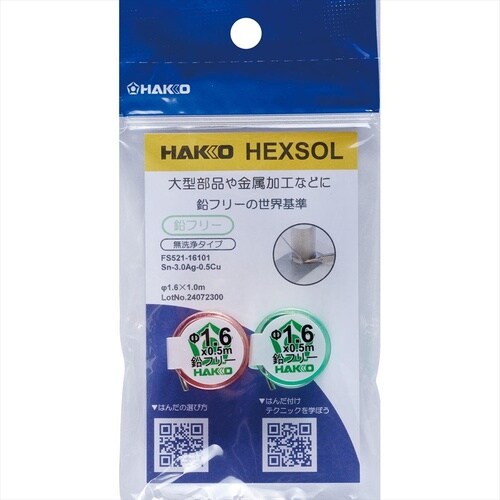 HAKKO
HAKKO HEXSOL
大型部品や金属加工などに
鉛フリーの世界基準
鉛フリー
無洗浄タイプ
FS521-16101
Sn-3.0Ag-0.5Cu
φ1.6×1.0m
LotNo.24072300
Φ1.6
x0.5m
鉛フリー
HAKKO
Φ1.6
x0.5m
鉛フリー
HAKKO
▼はんだの選び方
▼はんだ付け
テクニックを学ぼう